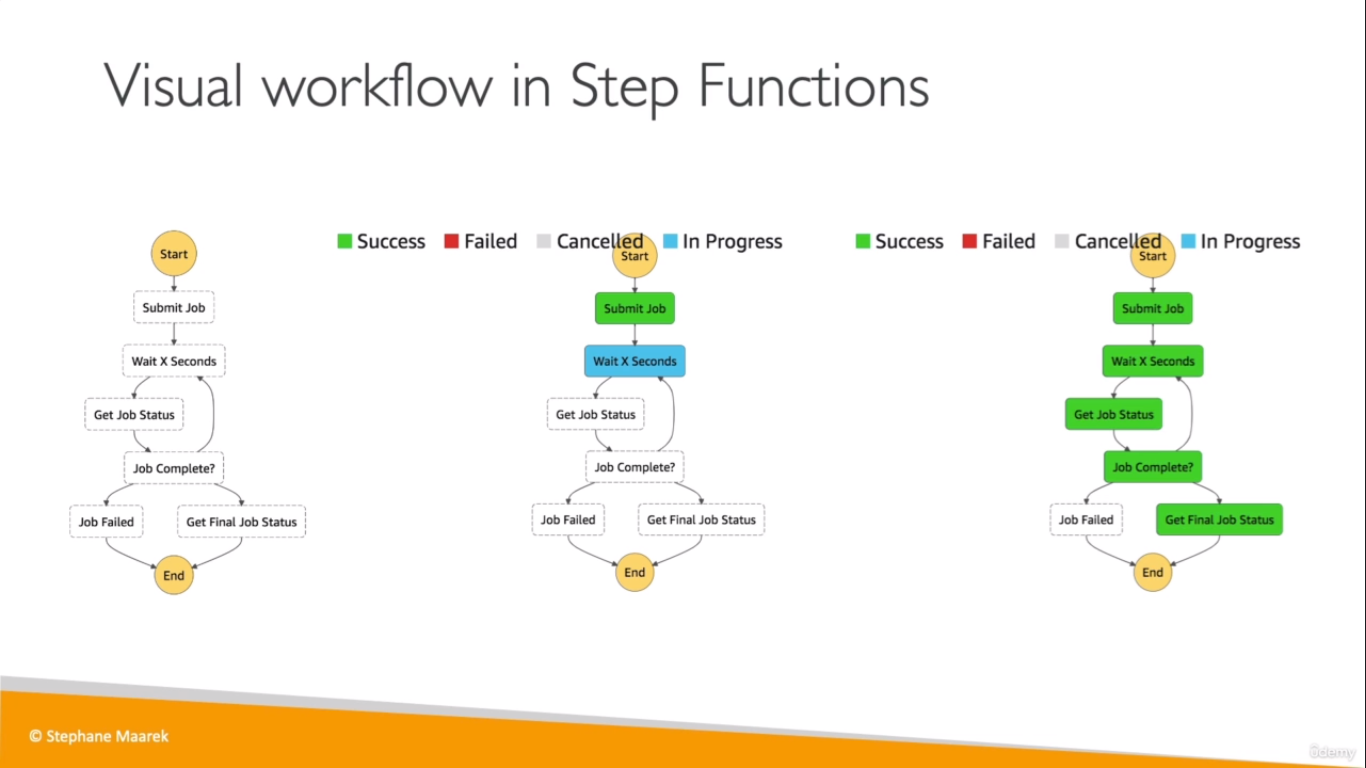 Visual workflow in Step Functions
Start
Submit Job
Wait X Seconds
Get Job Status
Job Complete?
Job Failed
Get Final Job Status
End
Success
Failed
Cancelled
In Progress
Start
Submit Job
Wait X Seconds
Get Job Status
Job Complete?
Job Failed
Get Final Job Status
End
Success
Failed
Cancelled
In Progress
Start
Submit Job
Wait X Seconds
Get Job Status
Job Complete?
Job Failed
Get Final Job Status
End
© Stephane Maarek
ûdemy